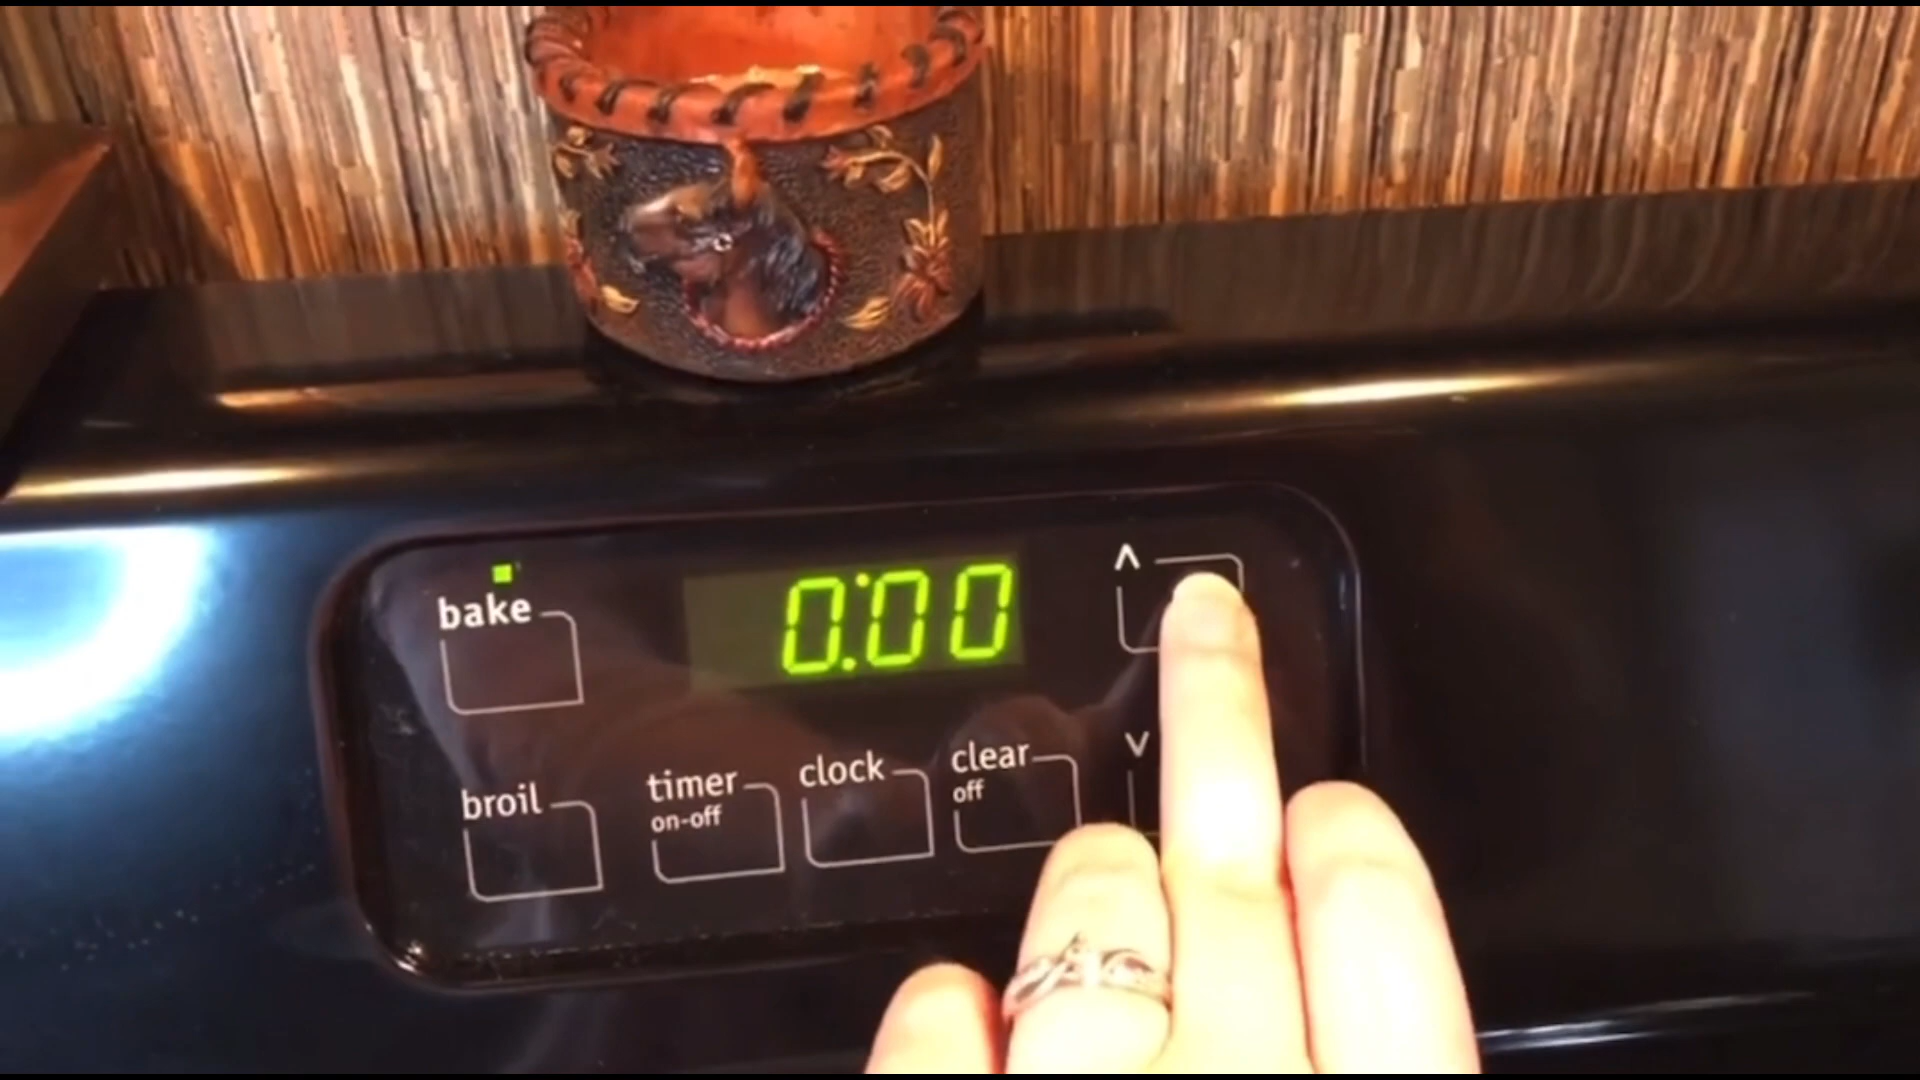 bake
0:00
^
broil
timer
on-off
clock
clear
off
v